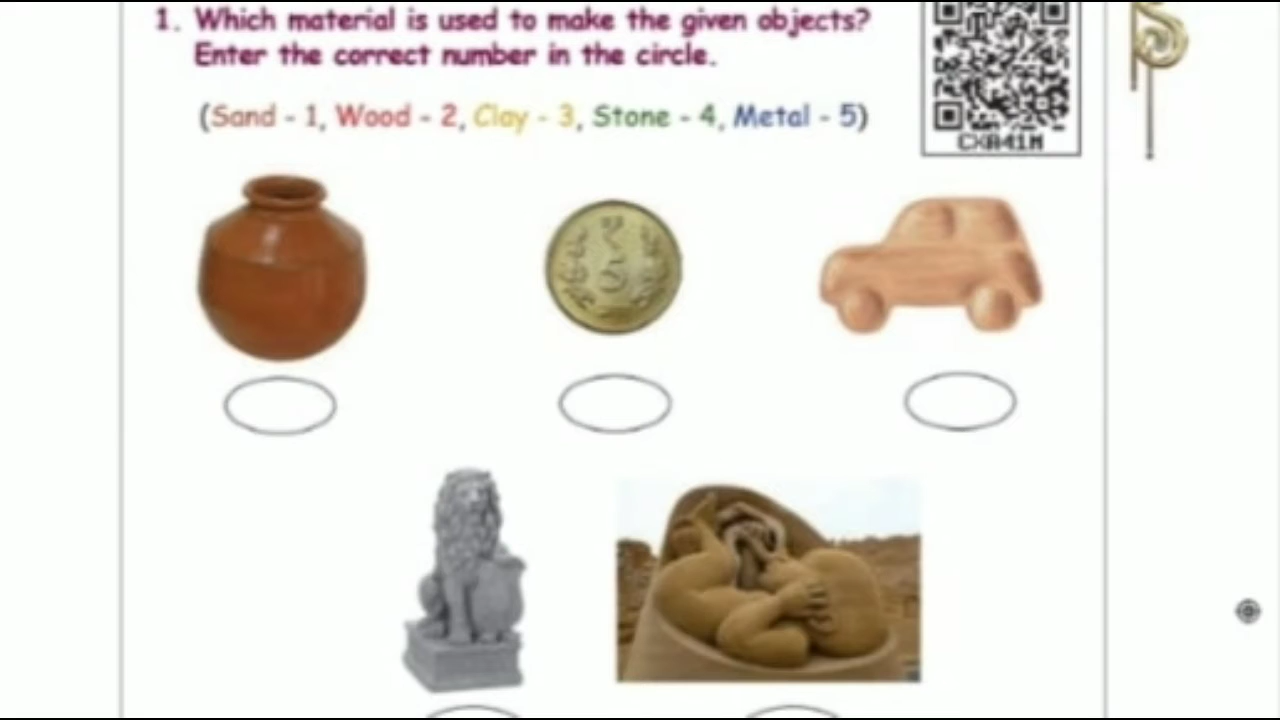 1. Which material is used to make the given objects?
Enter the correct number in the circle.
(Sand - 1, Wood - 2, Clay - 3, Stone - 4, Metal - 5)
CXA41M